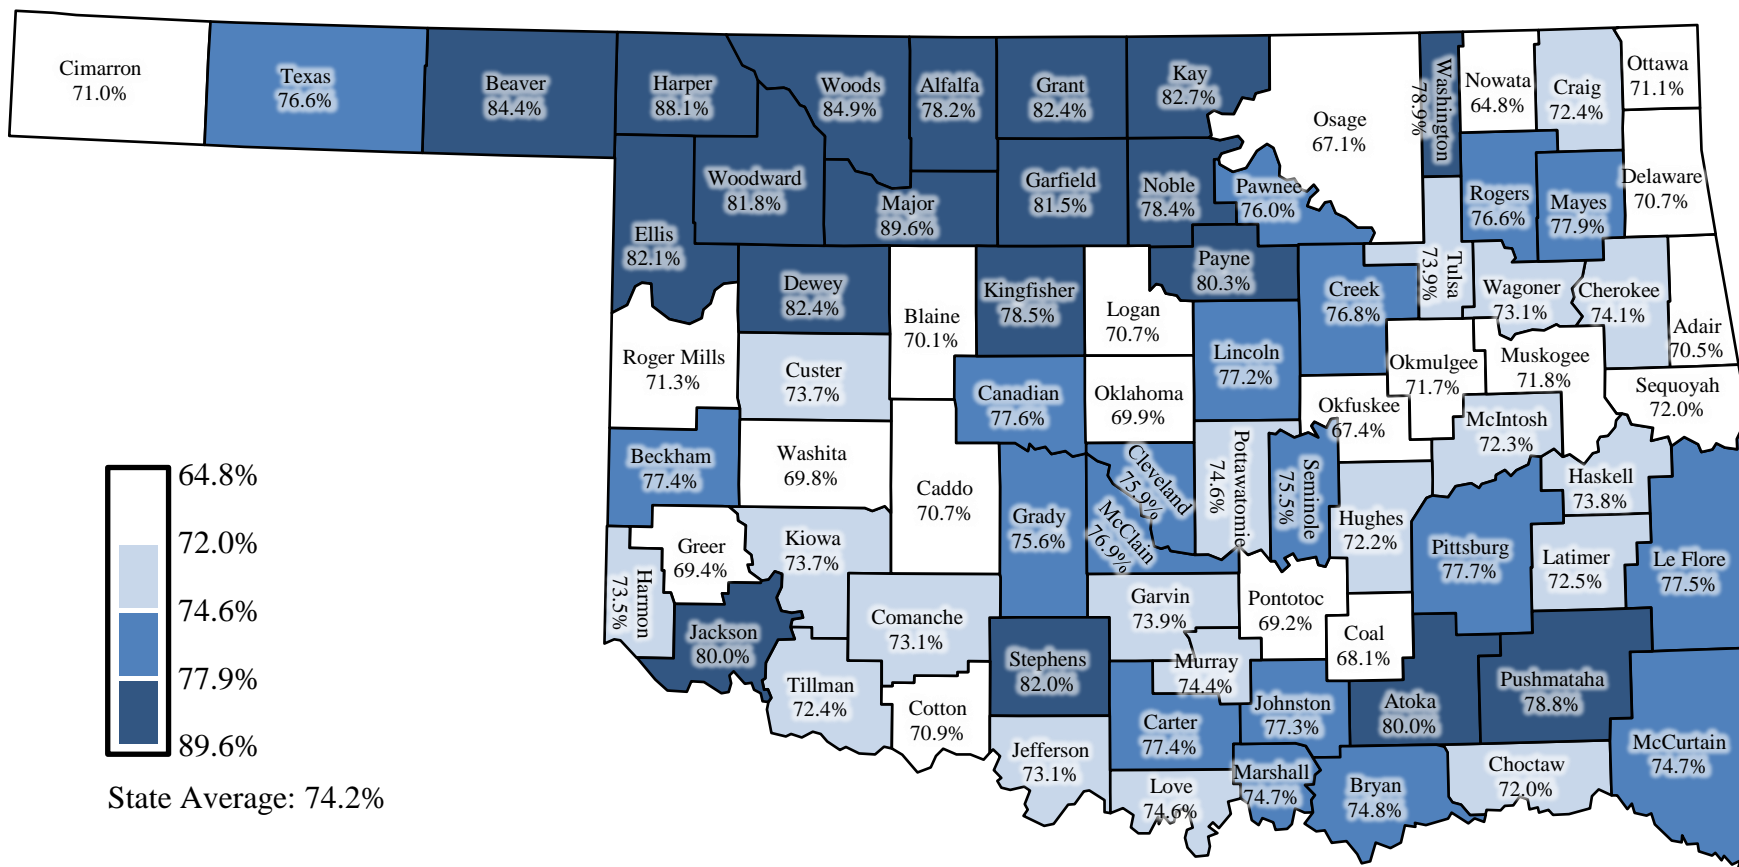 Cimarron
71.0%
Texas
76.6%
Beaver
84.4%
Harper
88.1%
Woods
84.9%
Alfalfa
78.2%
Grant
82.4%
Kay
82.7%
Osage
67.1%
Washington
78.9%
Nowata
64.8%
Craig
72.4%
Ottawa
71.1%
Ellis
82.1%
Woodward
81.8%
Major
89.6%
Garfield
81.5%
Noble
78.4%
Pawnee
76.0%
Rogers
76.6%
Mayes
77.9%
Delaware
70.7%
Dewey
82.4%
Blaine
70.1%
Kingfisher
78.5%
Logan
70.7%
Payne
80.3%
Creek
76.8%
Tulsa
73.9%
Wagoner
73.1%
Cherokee
74.1%
Adair
70.5%
Roger Mills
71.3%
Custer
73.7%
Canadian
77.6%
Oklahoma
69.9%
Lincoln
77.2%
Okfuskee
67.4%
Okmulgee
71.7%
Muskogee
71.8%
Sequoyah
72.0%
Beckham
77.4%
Washita
69.8%
Caddo
70.7%
Grady
75.6%
Cleveland
75.9%
McClain
76.9%
Pottawatomie
74.6%
Seminole
75.5%
Hughes
72.2%
McIntosh
72.3%
Haskell
73.8%
Pittsburg
77.7%
Latimer
72.5%
Le Flore
77.5%
Harmon
73.5%
Greer
69.4%
Kiowa
73.7%
Jackson
80.0%
Comanche
73.1%
Tillman
72.4%
Cotton
70.9%
Stephens
82.0%
Garvin
73.9%
Murray
74.4%
Pontotoc
69.2%
Coal
68.1%
Carter
77.4%
Johnston
77.3%
Atoka
80.0%
Pushmataha
78.8%
McCurtain
74.7%
Jefferson
73.1%
Love
74.6%
Marshall
74.7%
Bryan
74.8%
Choctaw
72.0%
64.8%
72.0%
74.6%
77.9%
89.6%
State Average: 74.2%